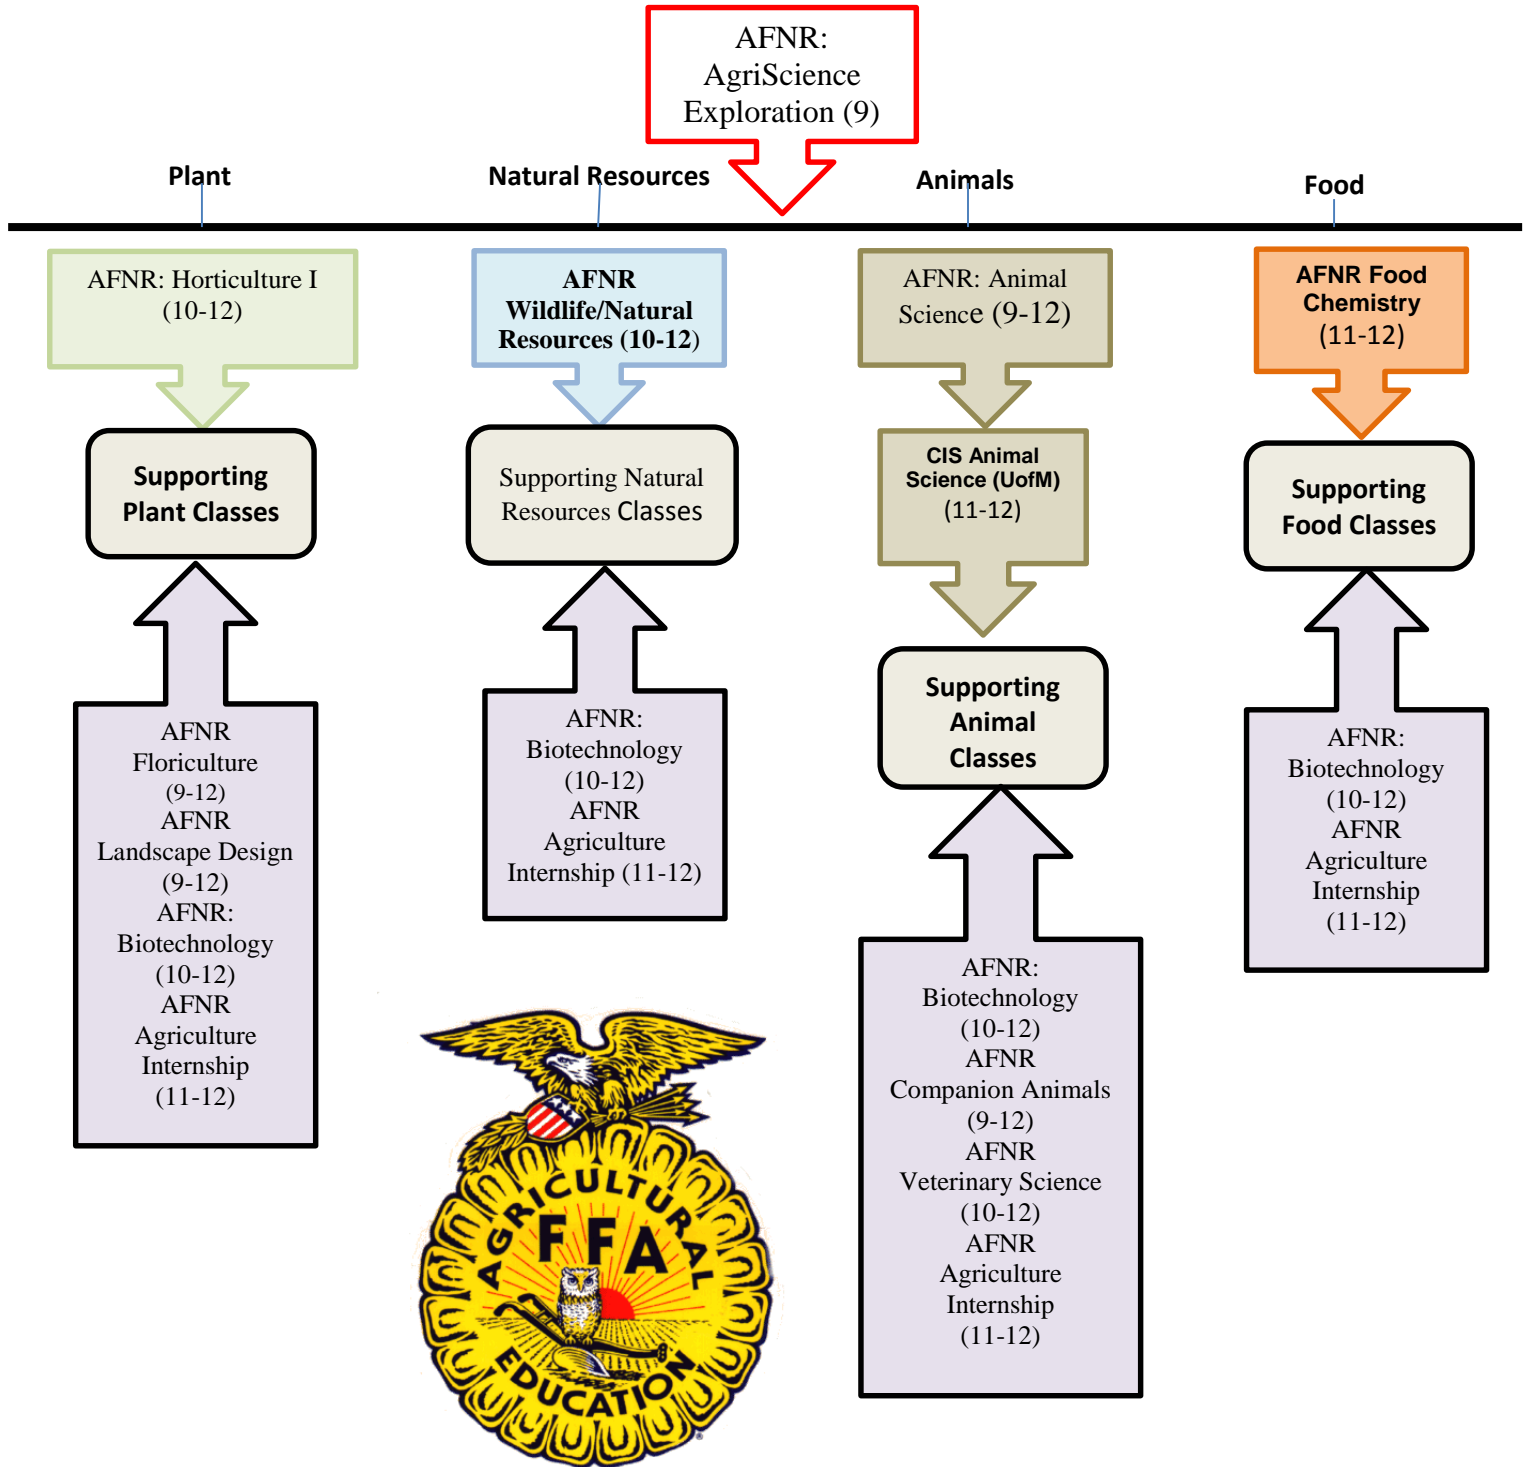 AFNR:
AgriScience
Exploration (9)
Plant
Natural Resources
Animals
Food
AFNR: Horticulture I
(10-12)
Supporting
Plant Classes
AFNR
Floriculture
(9-12)
AFNR
Landscape Design
(9-12)
AFNR:
Biotechnology
(10-12)
AFNR
Agriculture
Internship
(11-12)
AFNR
Wildlife/Natural
Resources (10-12)
Supporting Natural
Resources Classes
AFNR:
Biotechnology
(10-12)
AFNR
Agriculture
Internship (11-12)
AFNR: Animal
Science (9-12)
CIS Animal
Science (UofM)
(11-12)
Supporting
Animal
Classes
AFNR:
Biotechnology
(10-12)
AFNR
Companion Animals
(9-12)
AFNR
Veterinary Science
(10-12)
AFNR
Agriculture
Internship
(11-12)
AFNR Food
Chemistry
(11-12)
Supporting
Food Classes
AFNR:
Biotechnology
(10-12)
AFNR
Agriculture
Internship
(11-12)
AGRICULTURAL
FFA
EDUCATION
®